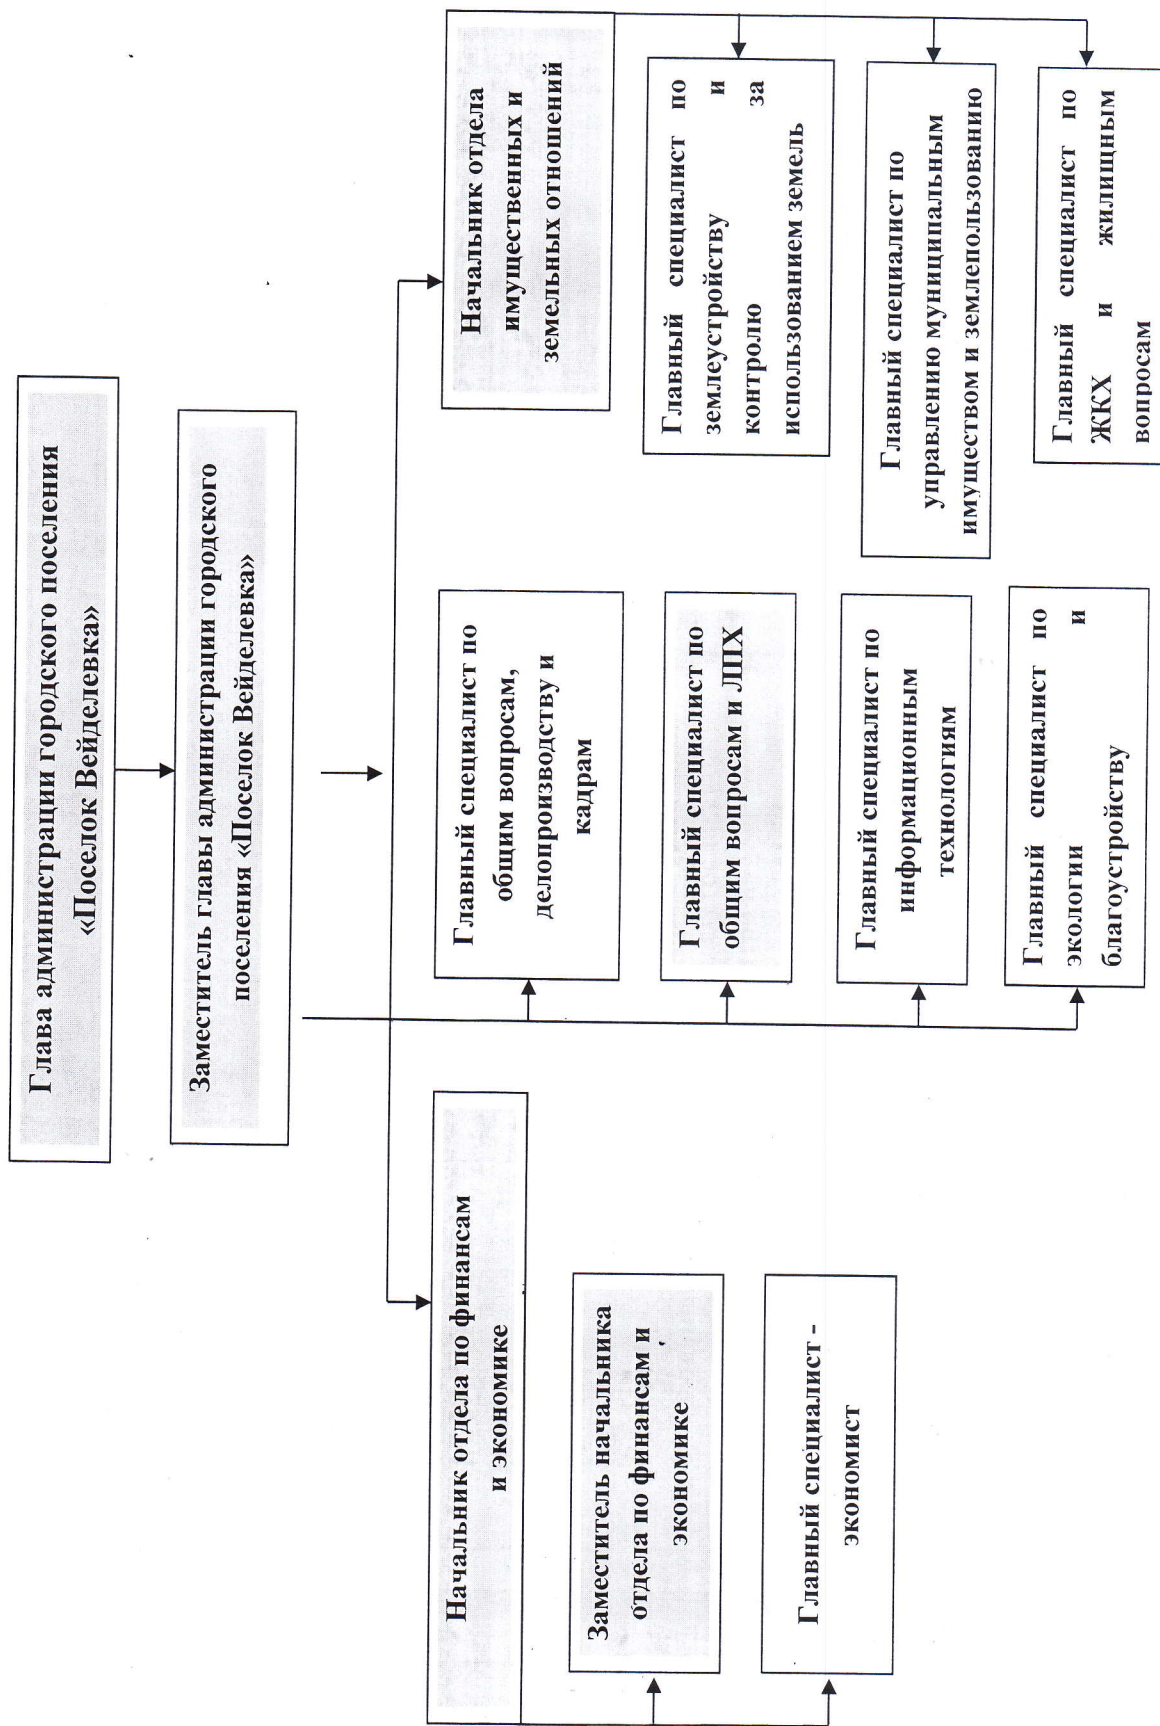 Глава администрации городского поселения
«Поселок Вейделевка»
Заместитель главы администрации городского
поселения «Поселок Вейделевка»
Начальник отдела по финансам
и экономике
Заместитель начальника
отдела по финансам и
экономике
Главный специалист -
экономист
Главный специалист по
общим вопросам,
делопроизводству и
кадрам
Главный специалист по
общим вопросам и ЛПХ
Главный специалист по
информационным
технологиям
Главный специалист по
экологии и
благоустройству
Начальник отдела
имущественных и
земельных отношений
Главный специалист по
землеустройству и
контролю за
использованием земель
Главный специалист по
управлению муниципальным
имуществом и землепользованию
Главный специалист по
ЖКХ и жилищным
вопросам